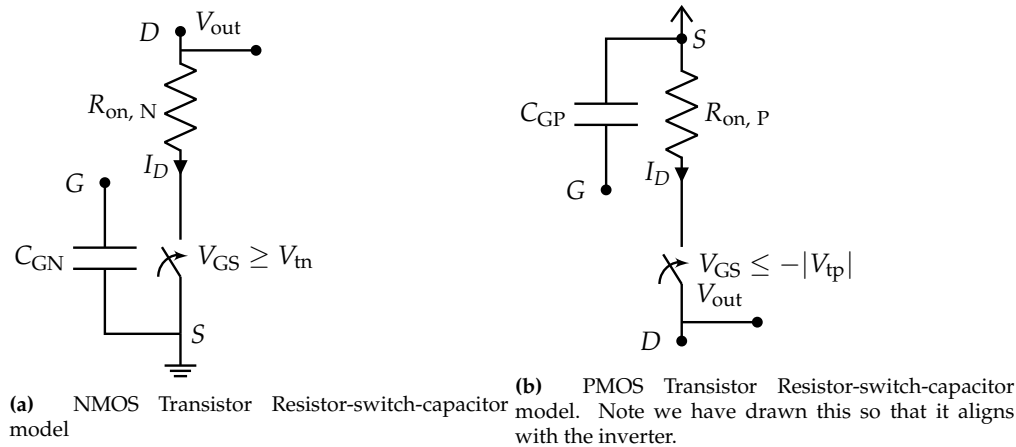 D
V_out
R_on, N
I_D
G
C_GN
V_GS ≥ V_tn
S
(a) NMOS Transistor Resistor-switch-capacitor
model
S
C_GP
R_on, P
I_D
G
V_GS ≤ −|V_tp|
V_out
D
(b) PMOS Transistor Resistor-switch-capacitor
model. Note we have drawn this so that it aligns
with the inverter.